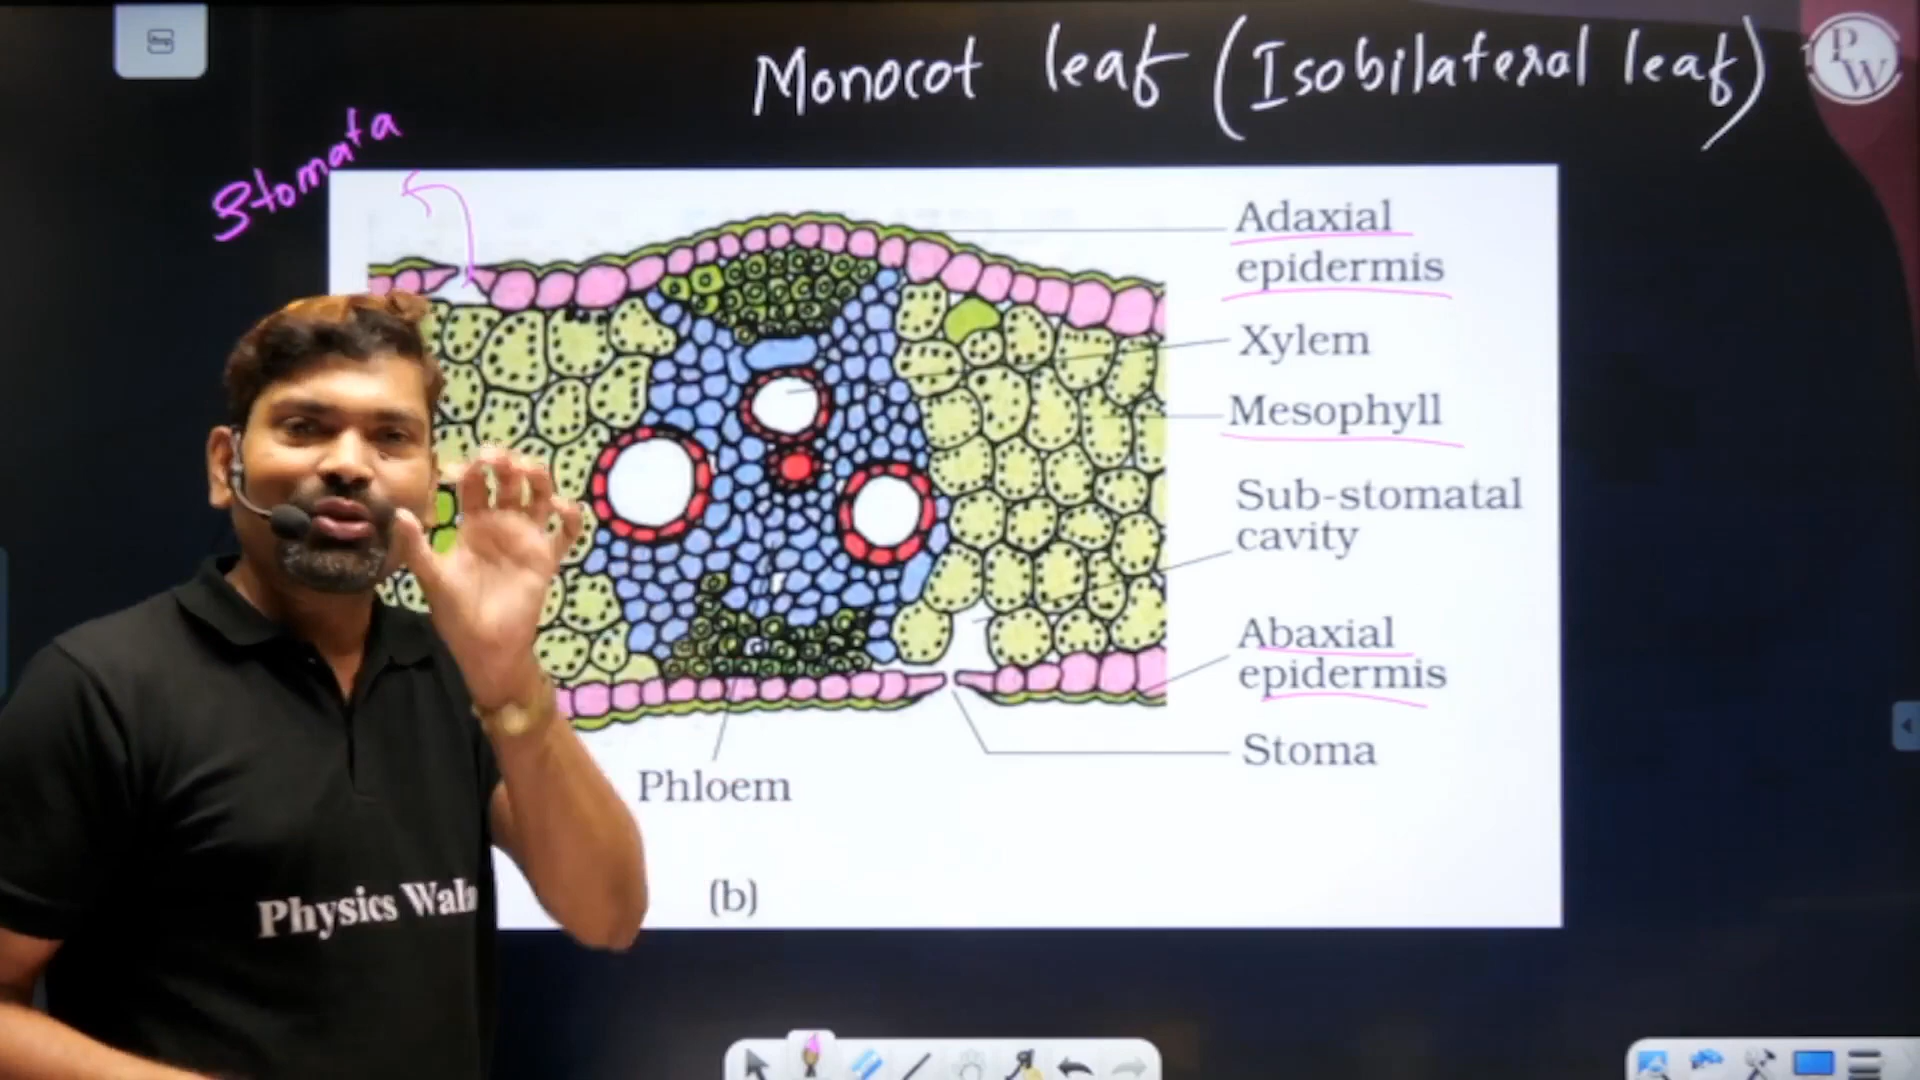 Monocot leaf (Isobilateral leaf)
PW
Stomata
Adaxial
epidermis
Xylem
Mesophyll
Sub-stomatal
cavity
Abaxial
epidermis
Stoma
Phloem
(b)
Physics Wala